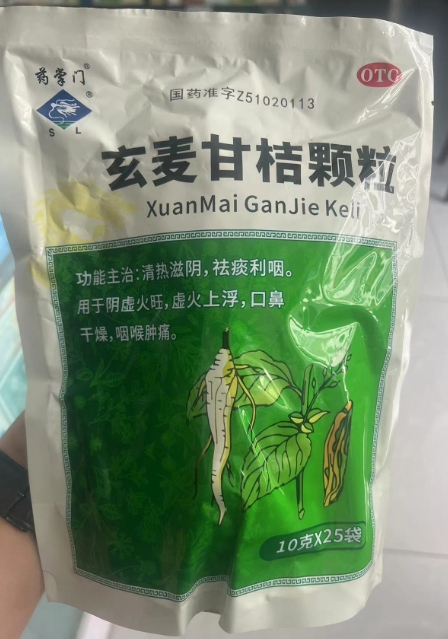 药掌门®
OTC
国药准字Z51020113
®
S L
玄麦甘桔颗粒
XuanMai GanJie Keli
功能主治：清热滋阴，祛痰利咽。
用于阴虚火旺，虚火上浮，口鼻
干燥，咽喉肿痛。
10克X25袋